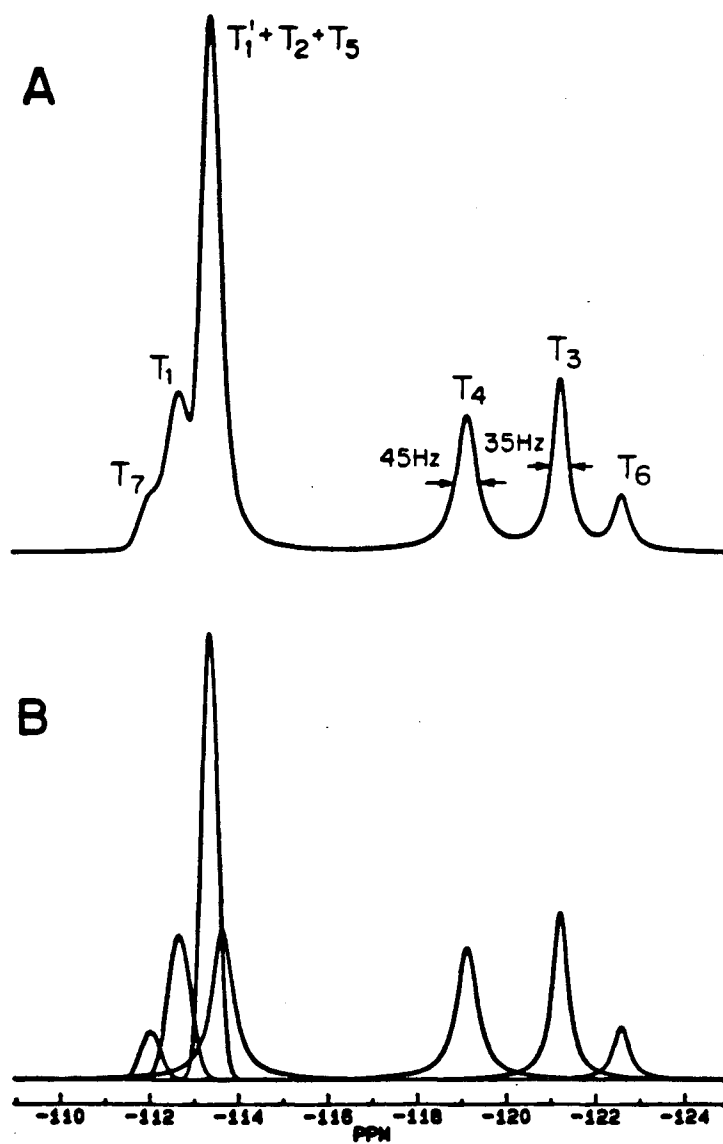 A
T₁' + T₂ + T₅
T₁
T₇
T₄
T₃
T₆
45Hz
35Hz
B
-110 -112 -114 -116 -118 -120 -122 -124
PPM